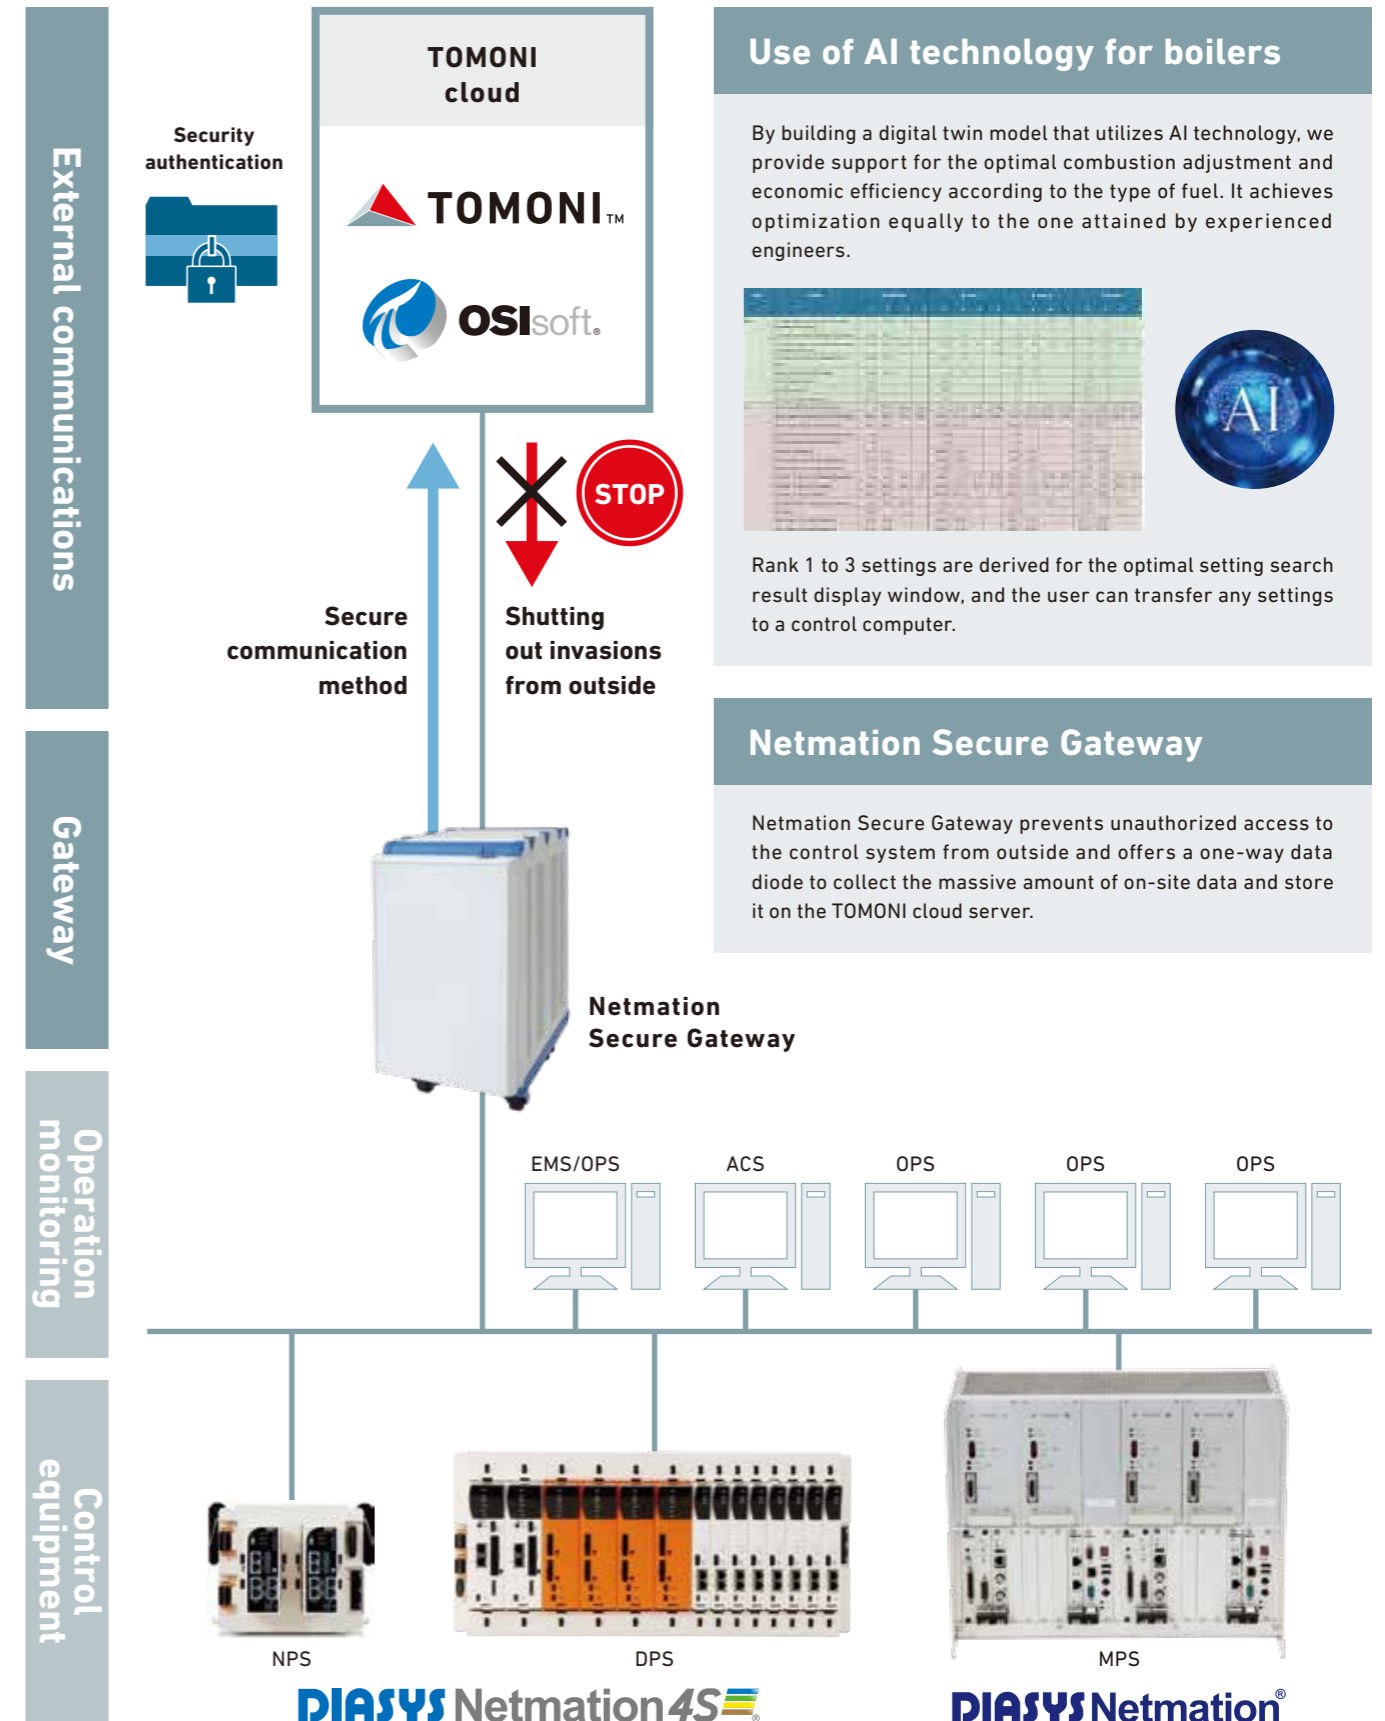 External communications
Security
authentication
TOMONI
cloud
TOMONI™
OSIsoft®
STOP
Secure
communication
method
Shutting
out invasions
from outside
Use of AI technology for boilers
By building a digital twin model that utilizes AI technology, we
provide support for the optimal combustion adjustment and
economic efficiency according to the type of fuel. It achieves
optimization equally to the one attained by experienced
engineers.
AI
Rank 1 to 3 settings are derived for the optimal setting search
result display window, and the user can transfer any settings
to a control computer.
Gateway
Netmation Secure Gateway
Netmation Secure Gateway prevents unauthorized access to
the control system from outside and offers a one-way data
diode to collect the massive amount of on-site data and store
it on the TOMONI cloud server.
Netmation
Secure Gateway
Operation
monitoring
EMS/OPS
ACS
OPS
OPS
OPS
Control
equipment
NPS
DPS
MPS
DIASYS Netmation4S®
DIASYS Netmation®